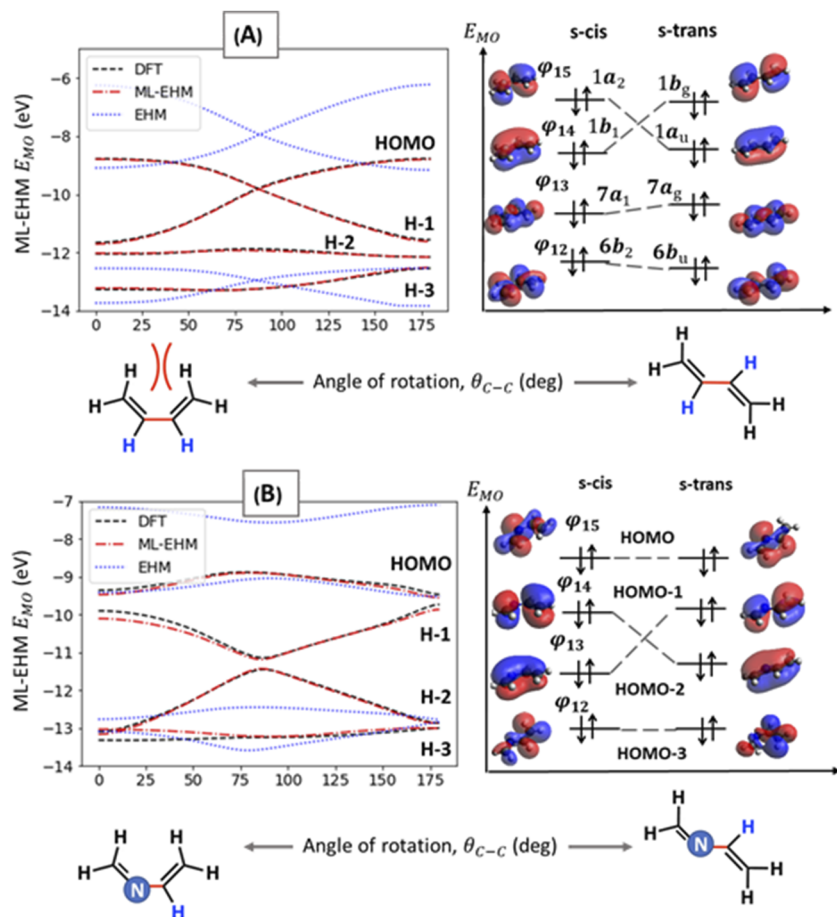 (A)
E_MO
s-cis s-trans
DFT
ML-EHM
EHM
−6
−8
−10
−12
−14
ML-EHM E_MO (eV)
HOMO
H-1
H-2
H-3
0 25 50 75 100 125 150 175
φ15 1a2 1bg
φ14 1b1 1au
φ13 7a1 7ag
φ12 6b2 6bu
H H
H H
H H
Angle of rotation, θC−C (deg)
H H
H
H H
H
(B)
E_MO
s-cis s-trans
DFT
ML-EHM
EHM
−7
−8
−9
−10
−11
−12
−13
−14
ML-EHM E_MO (eV)
HOMO
H-1
H-2
H-3
0 25 50 75 100 125 150 175
φ15 HOMO
φ14 HOMO-1
φ13
HOMO-2
φ12
HOMO-3
H H
H H
N
H
Angle of rotation, θC−C (deg)
H H
H N
H
H